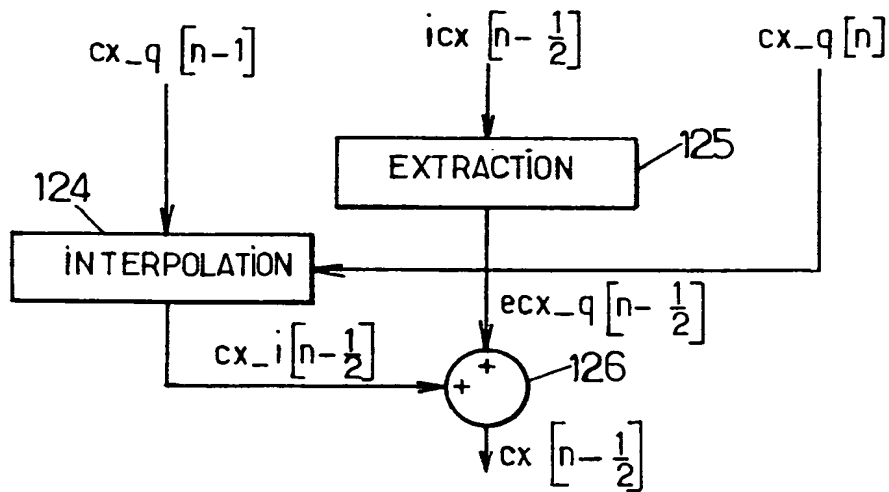 cx_q [n-1]
icx [n- 1/2]
cx_q [n]
EXTRACTION
125
124
iNTERPOLATiON
ecx_q [n- 1/2]
cx_i [n- 1/2]
+
+
126
cx [n- 1/2]